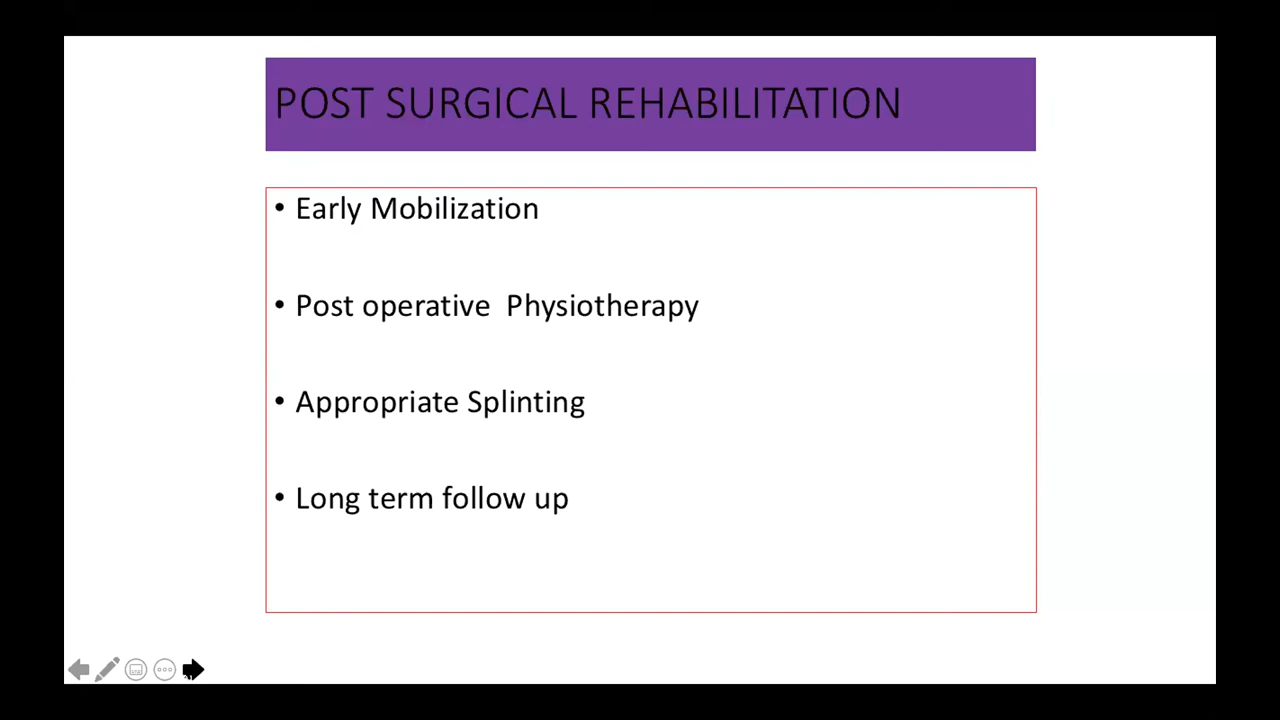 POST SURGICAL REHABILITATION
• Early Mobilization
• Post operative  Physiotherapy
• Appropriate Splinting
• Long term follow up